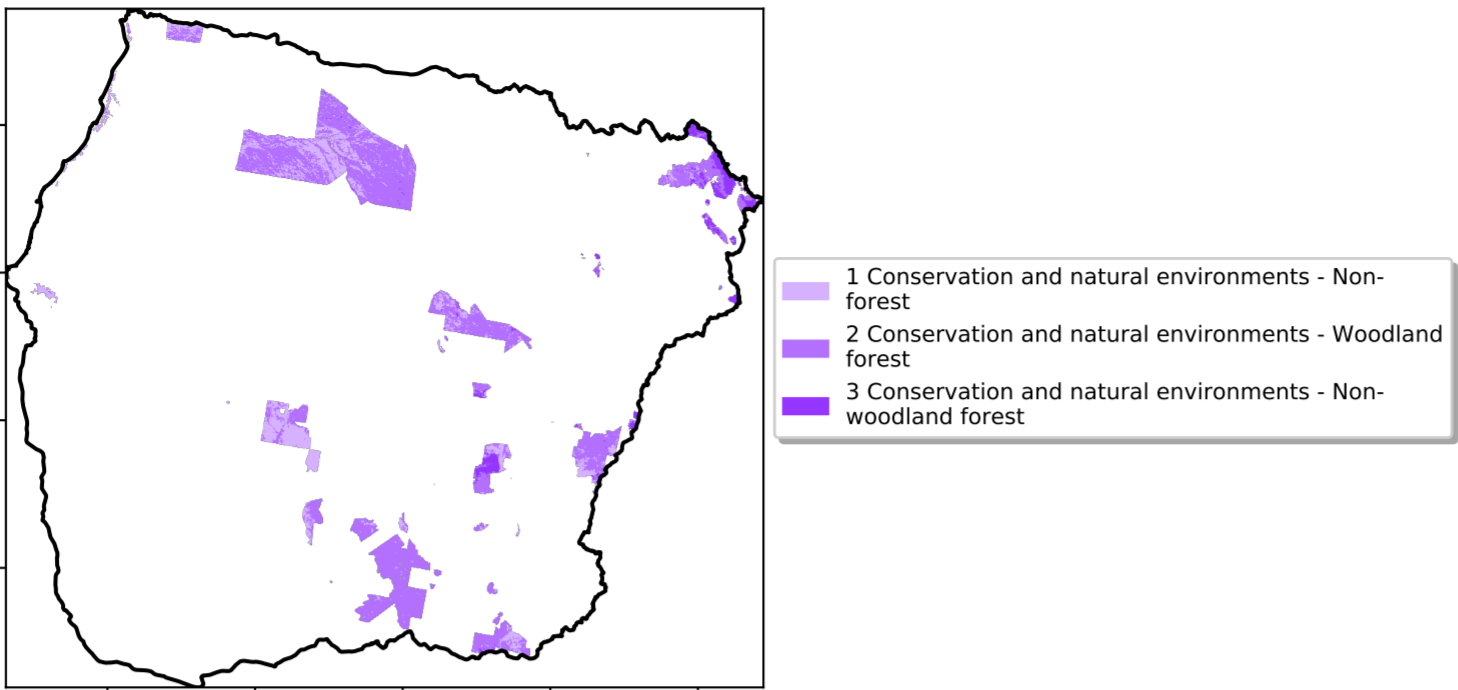 1 Conservation and natural environments - Non-
forest
2 Conservation and natural environments - Woodland
forest
3 Conservation and natural environments - Non-
woodland forest